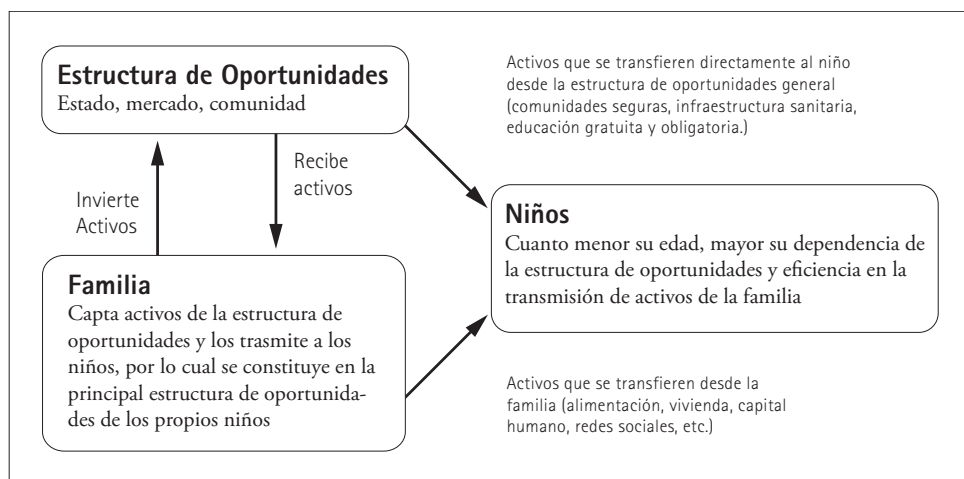 Estructura de Oportunidades
Estado, mercado, comunidad
Activos que se transfieren directamente al niño
desde la estructura de oportunidades general
(comunidades seguras, infraestructura sanitaria,
educación gratuita y obligatoria.)
Recibe
activos
Invierte
Activos
Niños
Cuanto menor su edad, mayor su dependencia de
la estructura de oportunidades y eficiencia en la
transmisión de activos de la familia
Familia
Capta activos de la estructura de
oportunidades y los trasmite a los
niños, por lo cual se constituye en la
principal estructura de oportunida-
des de los propios niños
Activos que se transfieren desde la
familia (alimentación, vivienda, capital
humano, redes sociales, etc.)